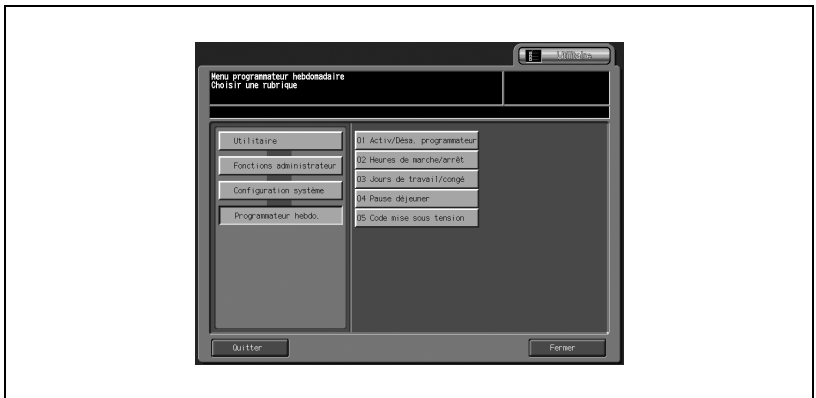 Utilitaire
Menu programmateur hebdomadaire
Choisir une rubrique
Utilitaire
Fonctions administrateur
Configuration système
Programmateur hebdo.
01 Activ/Désa. programmateur
02 Heures de marche/arrêt
03 Jours de travail/congé
04 Pause déjeuner
05 Code mise sous tension
Quitter
Fermer